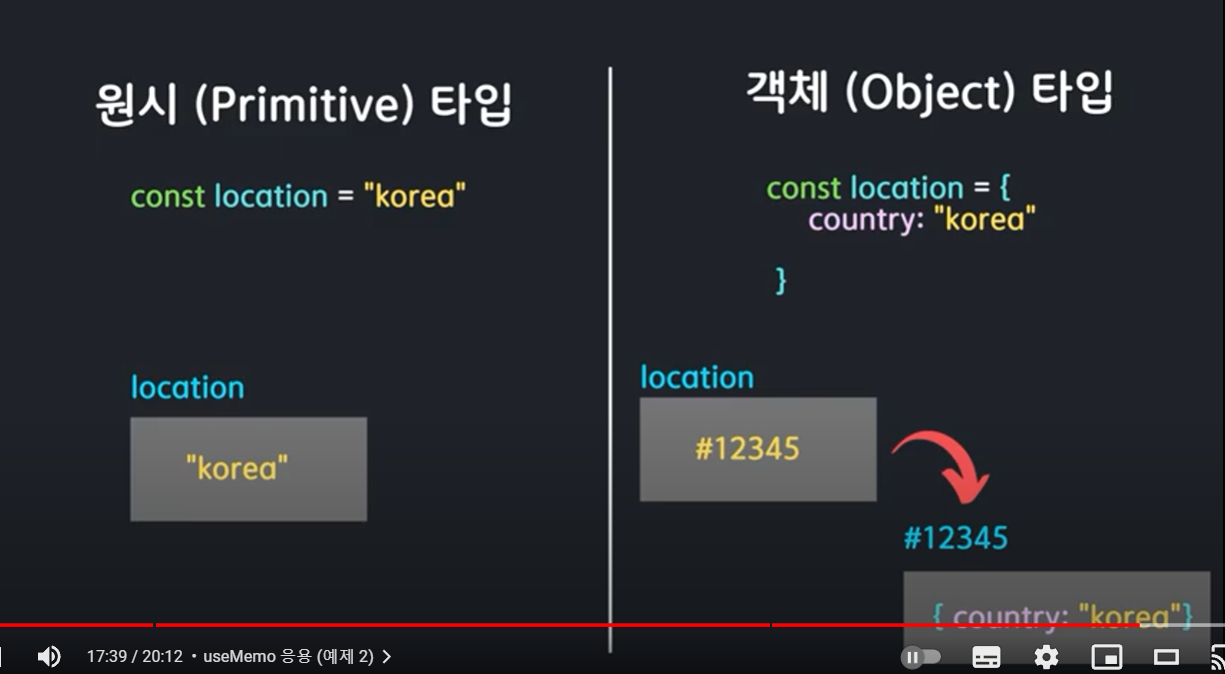 원시 (Primitive) 타입
const location = "korea"
location
"korea"
객체 (Object) 타입
const location = {
country: "korea"
}
location
#12345
#12345
{ country: "korea"}
17:39 / 20:12 • useMemo 응용 (예제 2)